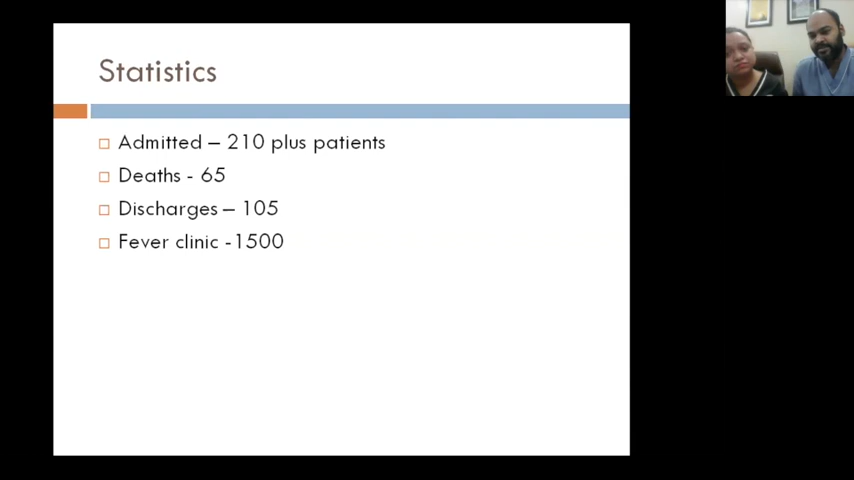 Statistics
Admitted – 210 plus patients
Deaths - 65
Discharges – 105
Fever clinic -1500